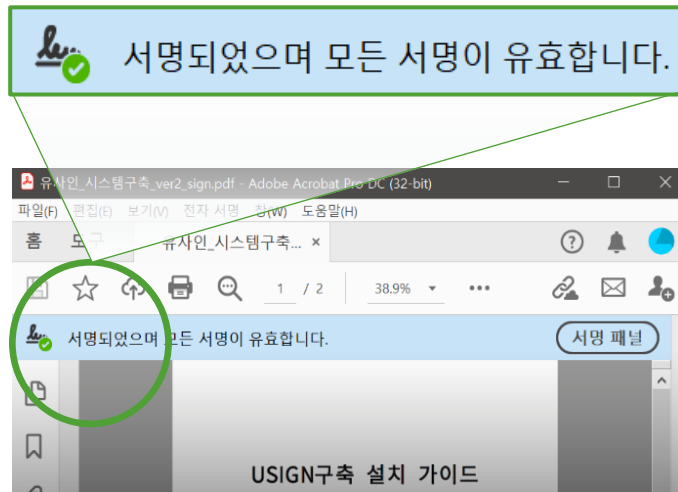 서명되었으며 모든 서명이 유효합니다.
유사인_시스템구축_ver2_sign.pdf - Adobe Acrobat Pro DC (32-bit)
파일(F) 편집(E) 보기(V) 전자 서명 창(W) 도움말(H)
홈 도구 유사인_시스템구축... ×
1 / 2 38.9%
서명되었으며 모든 서명이 유효합니다. 서명 패널
USIGN구축 설치 가이드